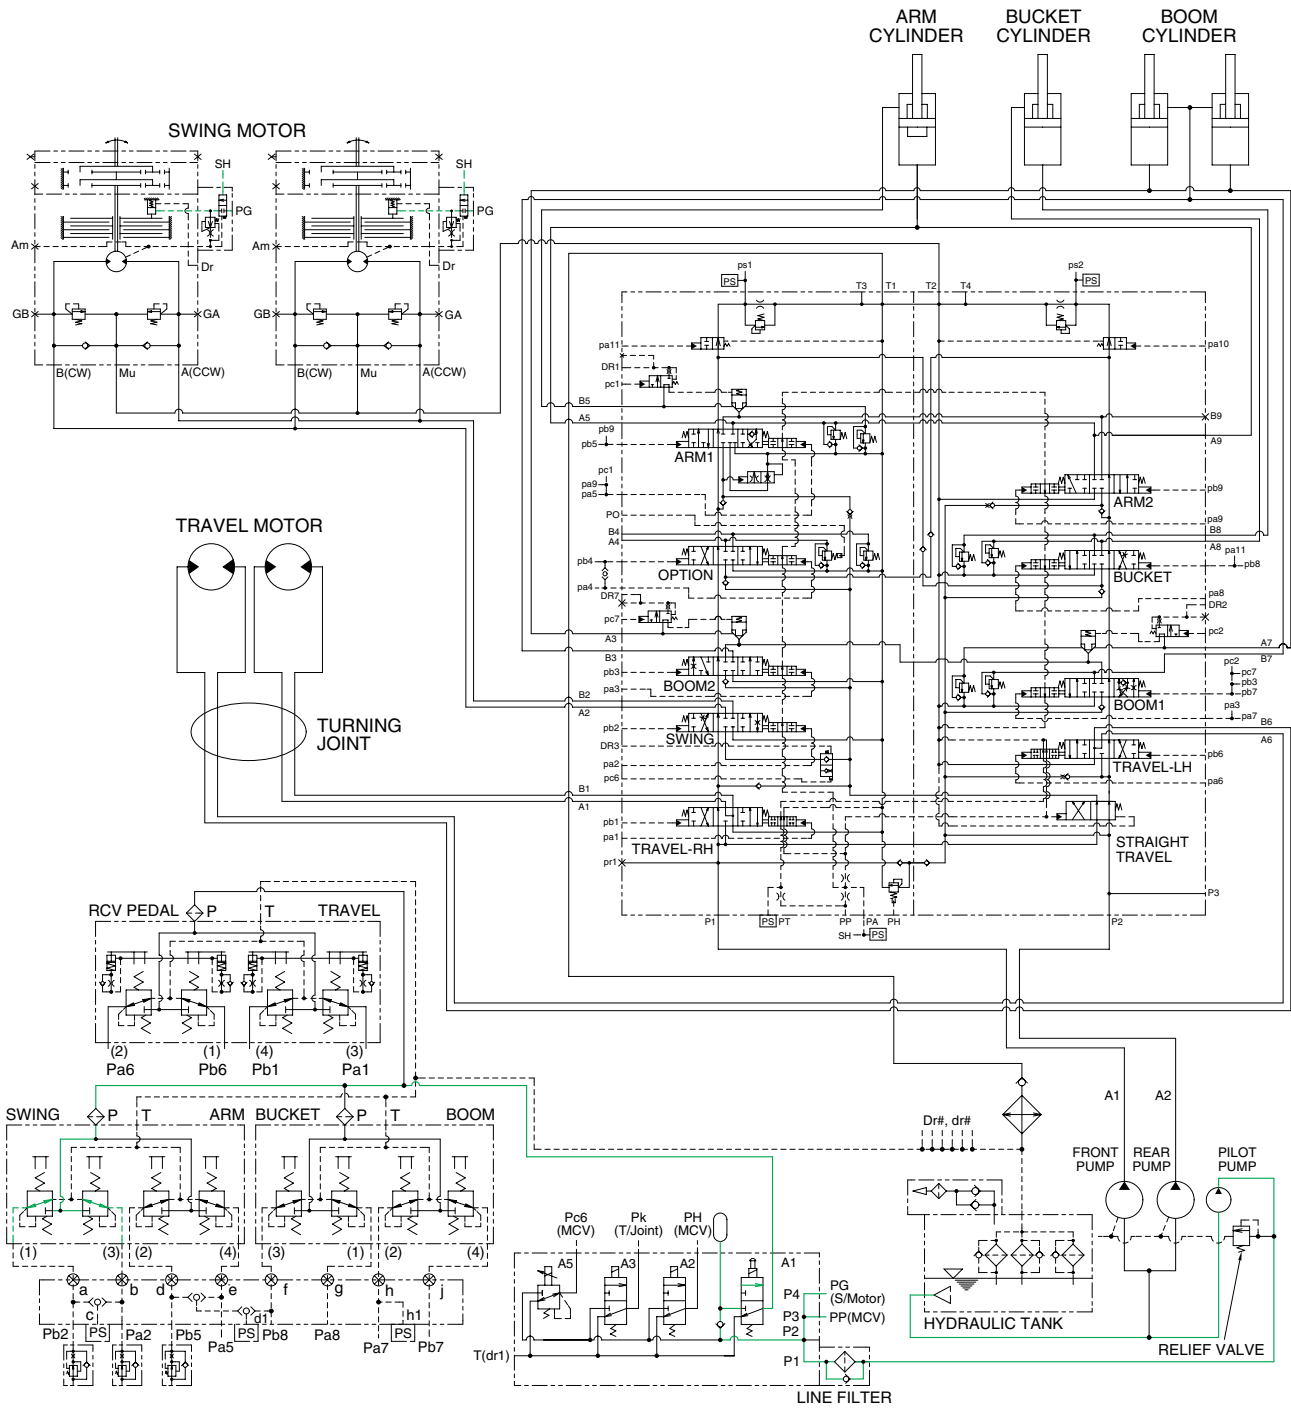 ARM
CYLINDER
BUCKET
CYLINDER
BOOM
CYLINDER
SWING MOTOR
SH
PG
Am
Dr
GB
GA
B(CW)
Mu
A(CCW)
SH
PG
Am
Dr
GB
GA
B(CW)
Mu
A(CCW)
ps1
PS
T3
T1
T2
T4
ps2
PS
pa11
DR1
pc1
B5
A5
pb9
pb5
ARM1
pc1
pa9
pa5
PO
B4
A4
pb4
OPTION
pa4
DR7
pc7
A3
B3
pb3
BOOM2
pa3
B2
A2
pb2
SWING
DR3
pa2
pc6
B1
A1
pb1
pa1
TRAVEL-RH
pr1
pa10
B9
A9
pb9
ARM2
pa9
B8
A8
pa11
pb8
BUCKET
pa8
DR2
pc2
A7
B7
pc2
pc7
pb3
pb7
BOOM1
pa3
pa7
B6
A6
pb6
TRAVEL-LH
pa6
STRAIGHT
TRAVEL
P3
P1
PS
PT
PP
PA
PH
SH
PS
P2
TRAVEL MOTOR
TURNING
JOINT
RCV PEDAL
P
T
TRAVEL
(2)
(1)
(4)
(3)
Pa6
Pb6
Pb1
Pa1
SWING
P
T
ARM
BUCKET
P
T
BOOM
(1)
(3)
(2)
(4)
(3)
(1)
(2)
(4)
a
b
d
e
f
g
h
j
c
d1
h1
PS
PS
PS
Pb2
Pa2
Pb5
Pa5
Pb8
Pa8
Pa7
Pb7
Pc6
(MCV)
Pk
(T/Joint)
PH
(MCV)
A5
A3
A2
A1
P4
PG
(S/Motor)
P3
PP(MCV)
P2
P1
T(dr1)
LINE FILTER
Dr#, dr#
A1
A2
FRONT
PUMP
REAR
PUMP
PILOT
PUMP
HYDRAULIC TANK
RELIEF VALVE